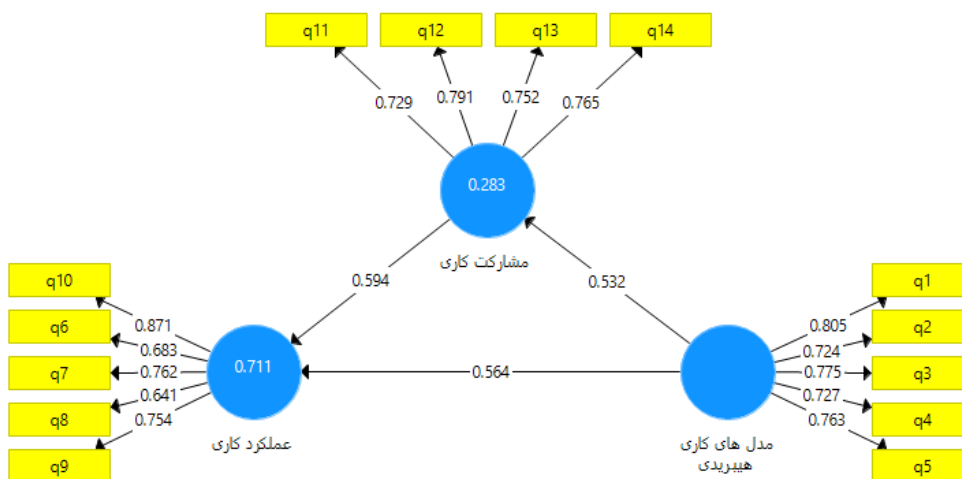 q11
q12
q13
q14
0.729
0.791
0.752
0.765
0.283
مشارکت کاری
0.594
0.532
q10
q6
q7
q8
q9
0.871
0.683
0.762
0.641
0.754
0.711
عملکرد کاری
0.564
مدل های کاری
هیبریدی
0.805
0.724
0.775
0.727
0.763
q1
q2
q3
q4
q5